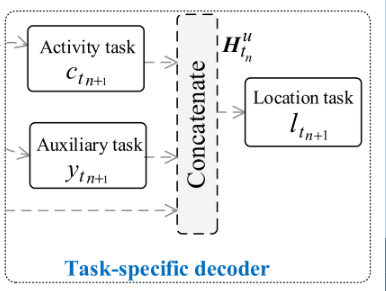 Activity task
c_{t_{n+1}}
Auxiliary task
y_{t_{n+1}}
Concatenate
H^u_{t_n}
Location task
l_{t_{n+1}}
Task-specific decoder